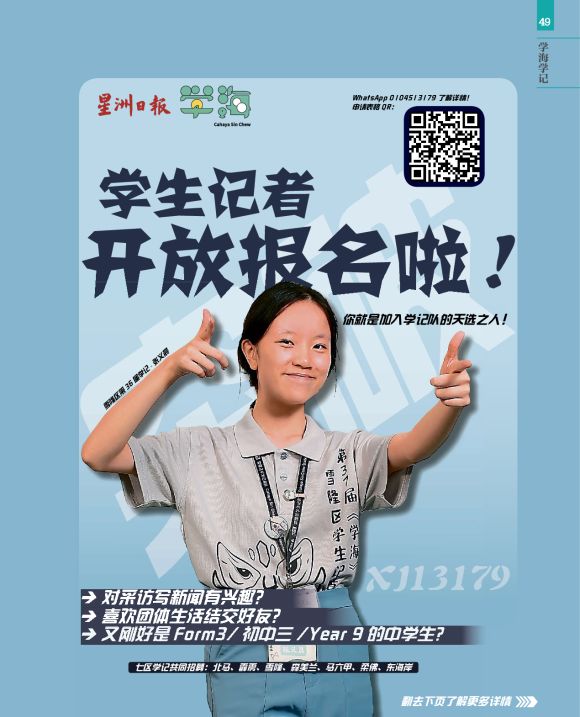 49
学海学记
星洲日报 学海
Cahaya Sin Chew
WhatsApp 0104513179 了解详情!
申请表格 QR:
学生记者
开放报名啦!
你就是加入学记队的天选之人!
第31届《学海》
雪隆区学生记
XJ13179
→ 对采访写新闻有兴趣?
→ 喜欢团体生活结交好友?
→ 又刚好是 Form3/ 初中三 /Year 9 的中学生?
七区学记共同招募:北马、霹雳、雪隆、森美兰、马六甲、柔佛、东海岸
翻去下页了解更多详情